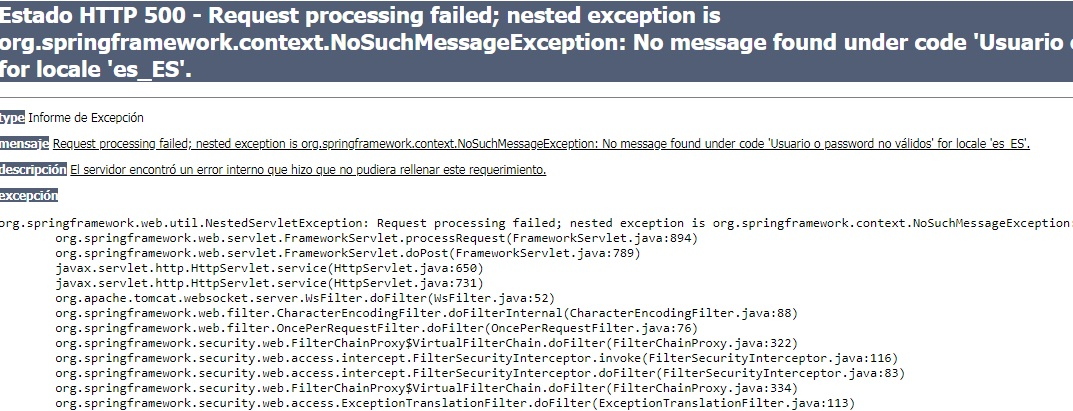 Estado HTTP 500 - Request processing failed; nested exception is
org.springframework.context.NoSuchMessageException: No message found under code 'Usuario
for locale 'es_ES'.
type Informe de Excepción
mensaje Request processing failed; nested exception is org.springframework.context.NoSuchMessageException: No message found under code 'Usuario o password no válidos' for locale 'es_ES'.
descripción El servidor encontró un error interno que hizo que no pudiera rellenar este requerimiento.
excepción
org.springframework.web.util.NestedServletException: Request processing failed; nested exception is org.springframework.context.NoSuchMessageException:
org.springframework.web.servlet.FrameworkServlet.processRequest(FrameworkServlet.java:894)
org.springframework.web.servlet.FrameworkServlet.doPost(FrameworkServlet.java:789)
javax.servlet.http.HttpServlet.service(HttpServlet.java:650)
javax.servlet.http.HttpServlet.service(HttpServlet.java:731)
org.apache.tomcat.websocket.server.WsFilter.doFilter(WsFilter.java:52)
org.springframework.web.filter.CharacterEncodingFilter.doFilterInternal(CharacterEncodingFilter.java:88)
org.springframework.web.filter.OncePerRequestFilter.doFilter(OncePerRequestFilter.java:76)
org.springframework.security.web.FilterChainProxy$VirtualFilterChain.doFilter(FilterChainProxy.java:322)
org.springframework.security.web.access.intercept.FilterSecurityInterceptor.invoke(FilterSecurityInterceptor.java:116)
org.springframework.security.web.access.intercept.FilterSecurityInterceptor.doFilter(FilterSecurityInterceptor.java:83)
org.springframework.security.web.FilterChainProxy$VirtualFilterChain.doFilter(FilterChainProxy.java:334)
org.springframework.security.web.access.ExceptionTranslationFilter.doFilter(ExceptionTranslationFilter.java:113)